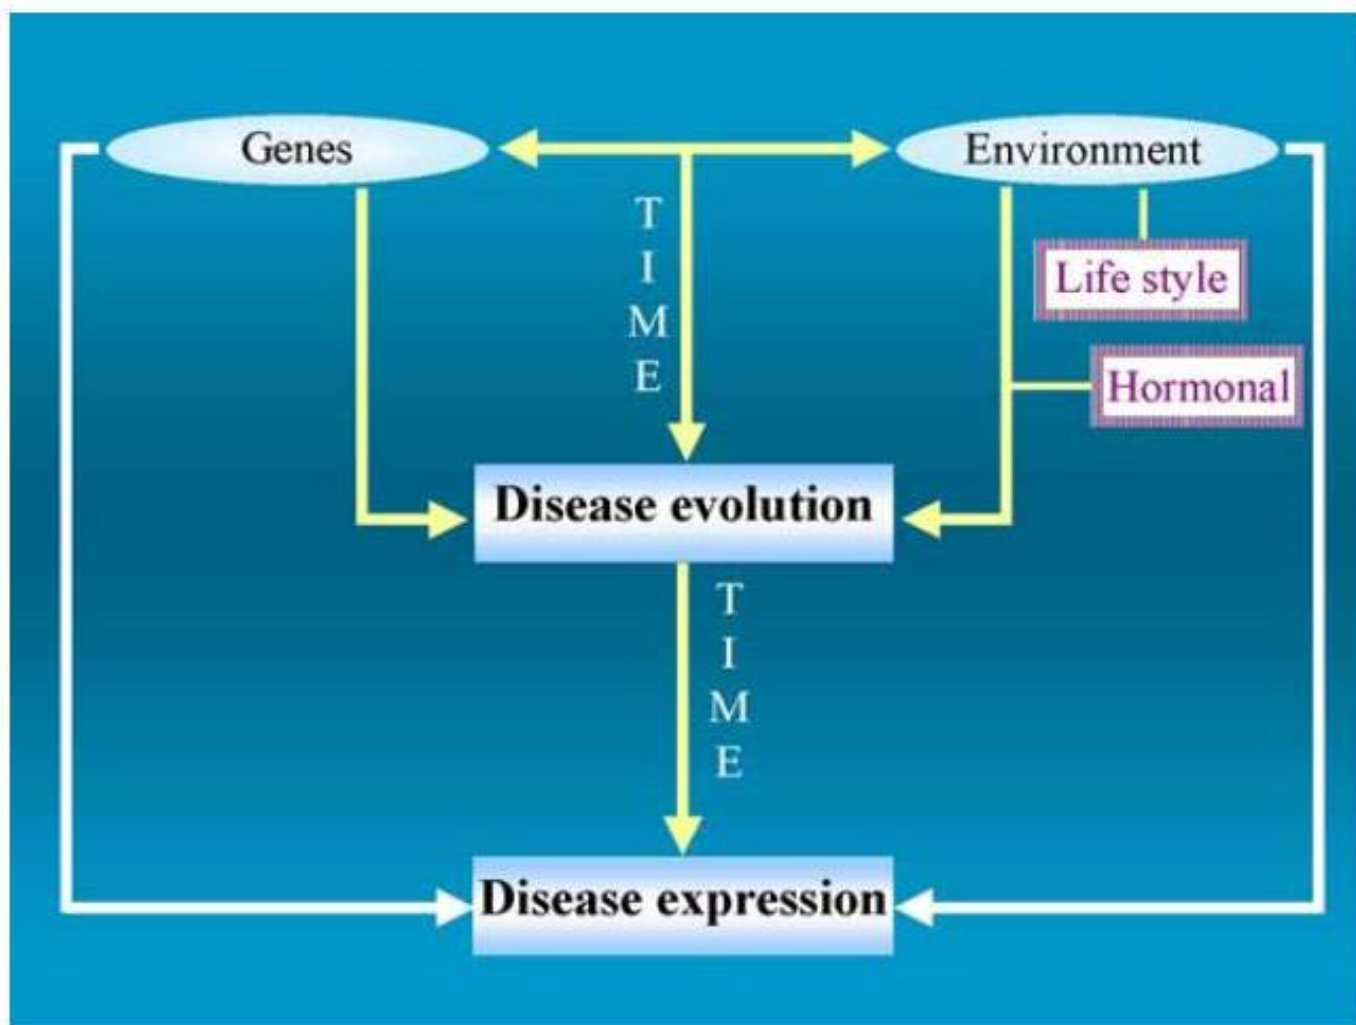 Genes
Environment
T
I
M
E
Life style
Hormonal
Disease evolution
T
I
M
E
Disease expression